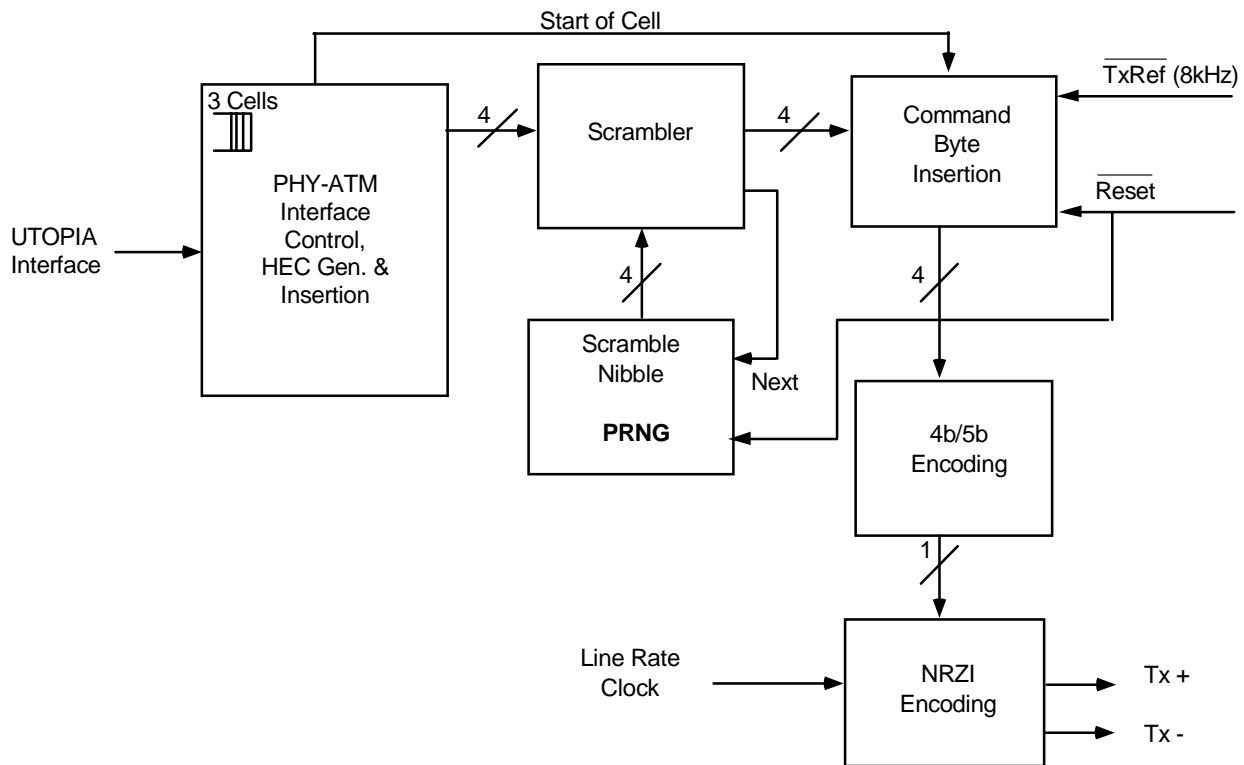 Start of Cell
3 Cells
PHY-ATM
Interface
Control,
HEC Gen. &
Insertion
UTOPIA
Interface
4
Scrambler
4
Command
Byte
Insertion
TxRef (8kHz)
Reset
4
Scramble
Nibble
PRNG
Next
4
4b/5b
Encoding
1
Line Rate
Clock
NRZI
Encoding
Tx +
Tx -